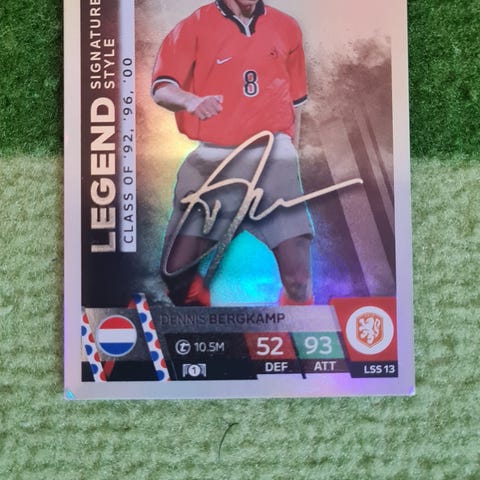 LEGEND
SIGNATURE
STYLE
CLASS OF '92, '96, '00
8
DENNIS BERGKAMP
10.5M
52
93
DEF
ATT
1
LSS 13